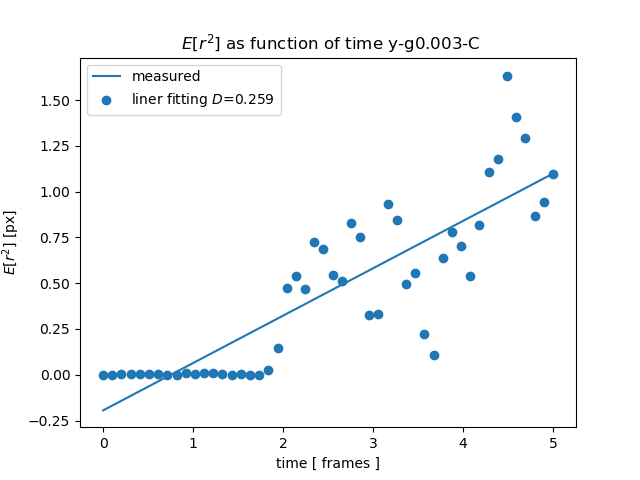 E[r²] as function of time y-g0.003-C
measured
liner fitting D=0.259
E[r²] [px]
1.50
1.25
1.00
0.75
0.50
0.25
0.00
−0.25
0 1 2 3 4 5
time [ frames ]